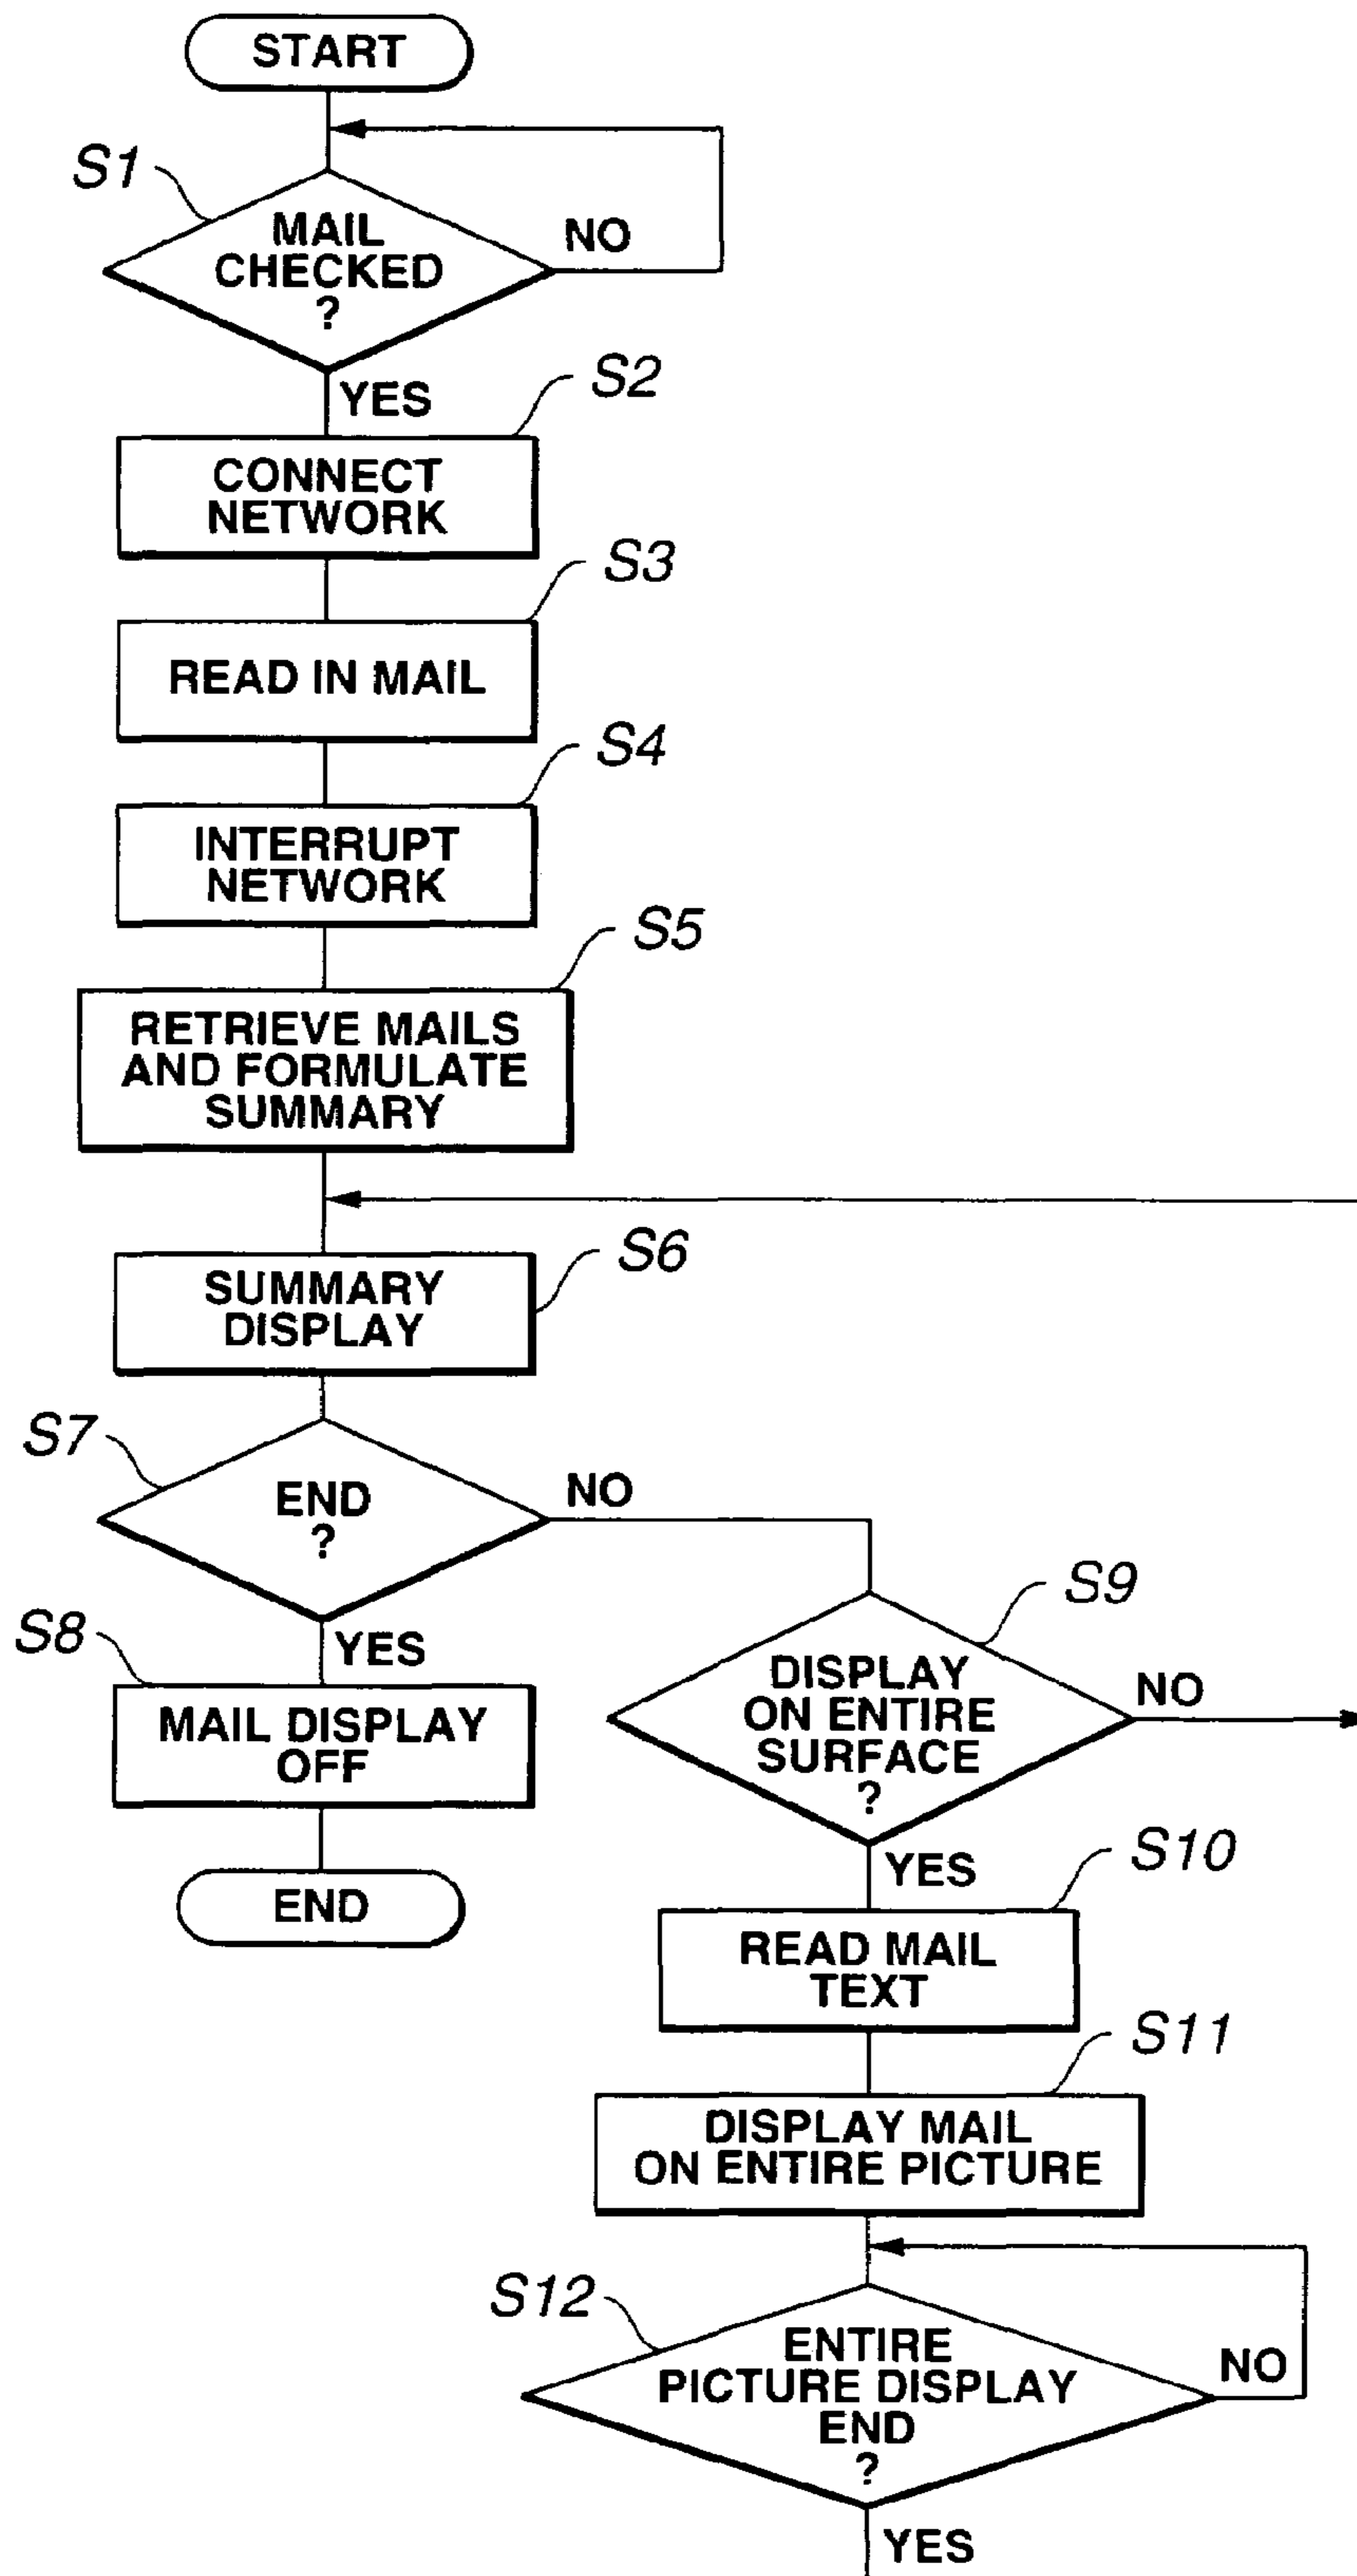 START
S1
MAIL
CHECKED
?
NO
YES
S2
CONNECT
NETWORK
S3
READ IN MAIL
S4
INTERRUPT
NETWORK
S5
RETRIEVE MAILS
AND FORMULATE
SUMMARY
S6
SUMMARY
DISPLAY
S7
END
?
NO
YES
S8
MAIL DISPLAY
OFF
END
S9
DISPLAY
ON ENTIRE
SURFACE
?
NO
YES
S10
READ MAIL
TEXT
S11
DISPLAY MAIL
ON ENTIRE PICTURE
S12
ENTIRE
PICTURE DISPLAY
END
?
NO
YES